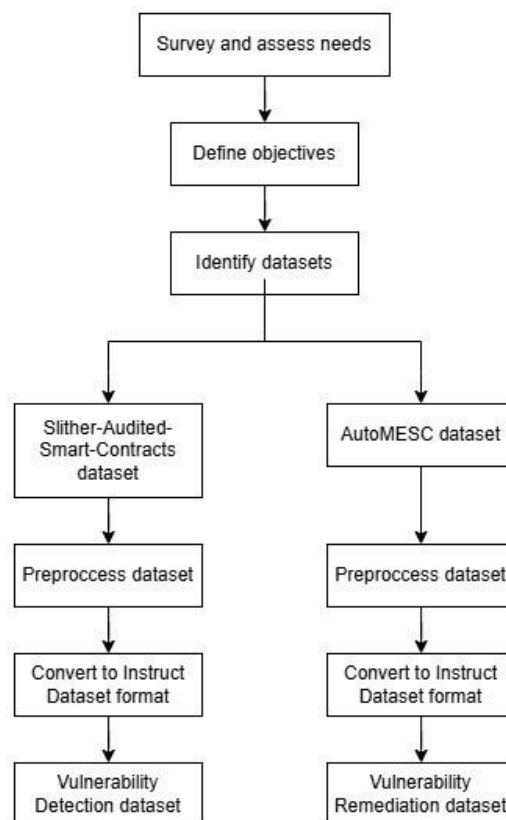 Survey and assess needs
Define objectives
Identify datasets
Slither-Audited-
Smart-Contracts
dataset
Preproccess dataset
Convert to Instruct
Dataset format
Vulnerability
Detection dataset
AutoMESC dataset
Preproccess dataset
Convert to Instruct
Dataset format
Vulnerability
Remediation dataset